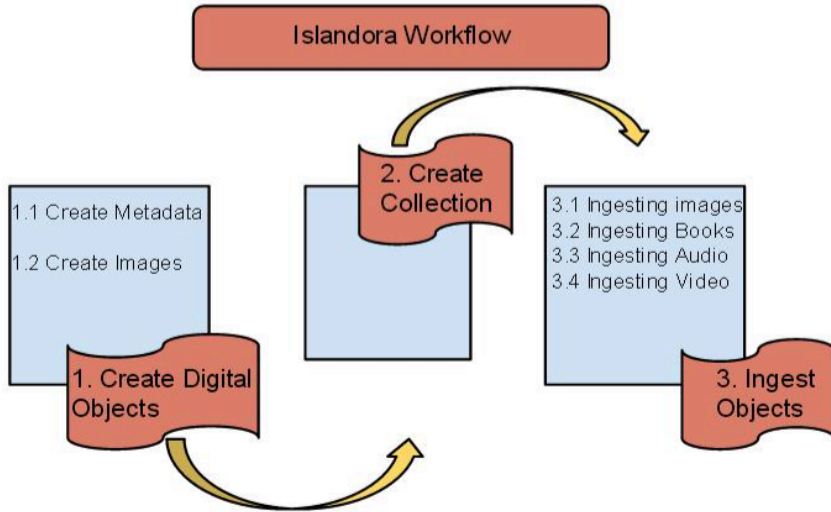 Islandora Workflow
1.1 Create Metadata
1.2 Create Images
1. Create Digital
Objects
2. Create
Collection
3.1 Ingesting images
3.2 Ingesting Books
3.3 Ingesting Audio
3.4 Ingesting Video
3. Ingest
Objects